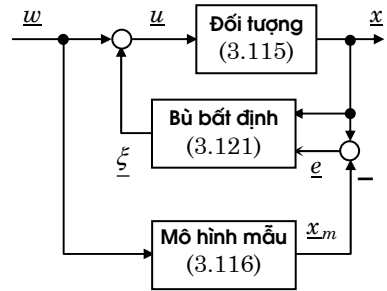 w
u
Đối tượng
(3.115)
x
Bù bất định
(3.121)
ξ
e
−
Mô hình mẫu
(3.116)
x_m